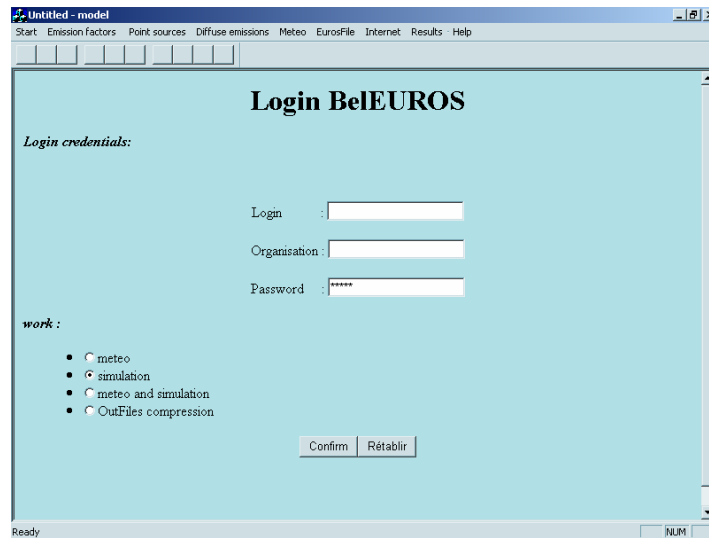 Untitled - model
Start Emission factors Point sources Diffuse emissions Meteo EurosFile Internet Results Help
Login BelEUROS
Login credentials:
Login :
Organisation :
Password : *****
work :
meteo
simulation
meteo and simulation
OutFiles compression
Confirm Rétablir
Ready NUM